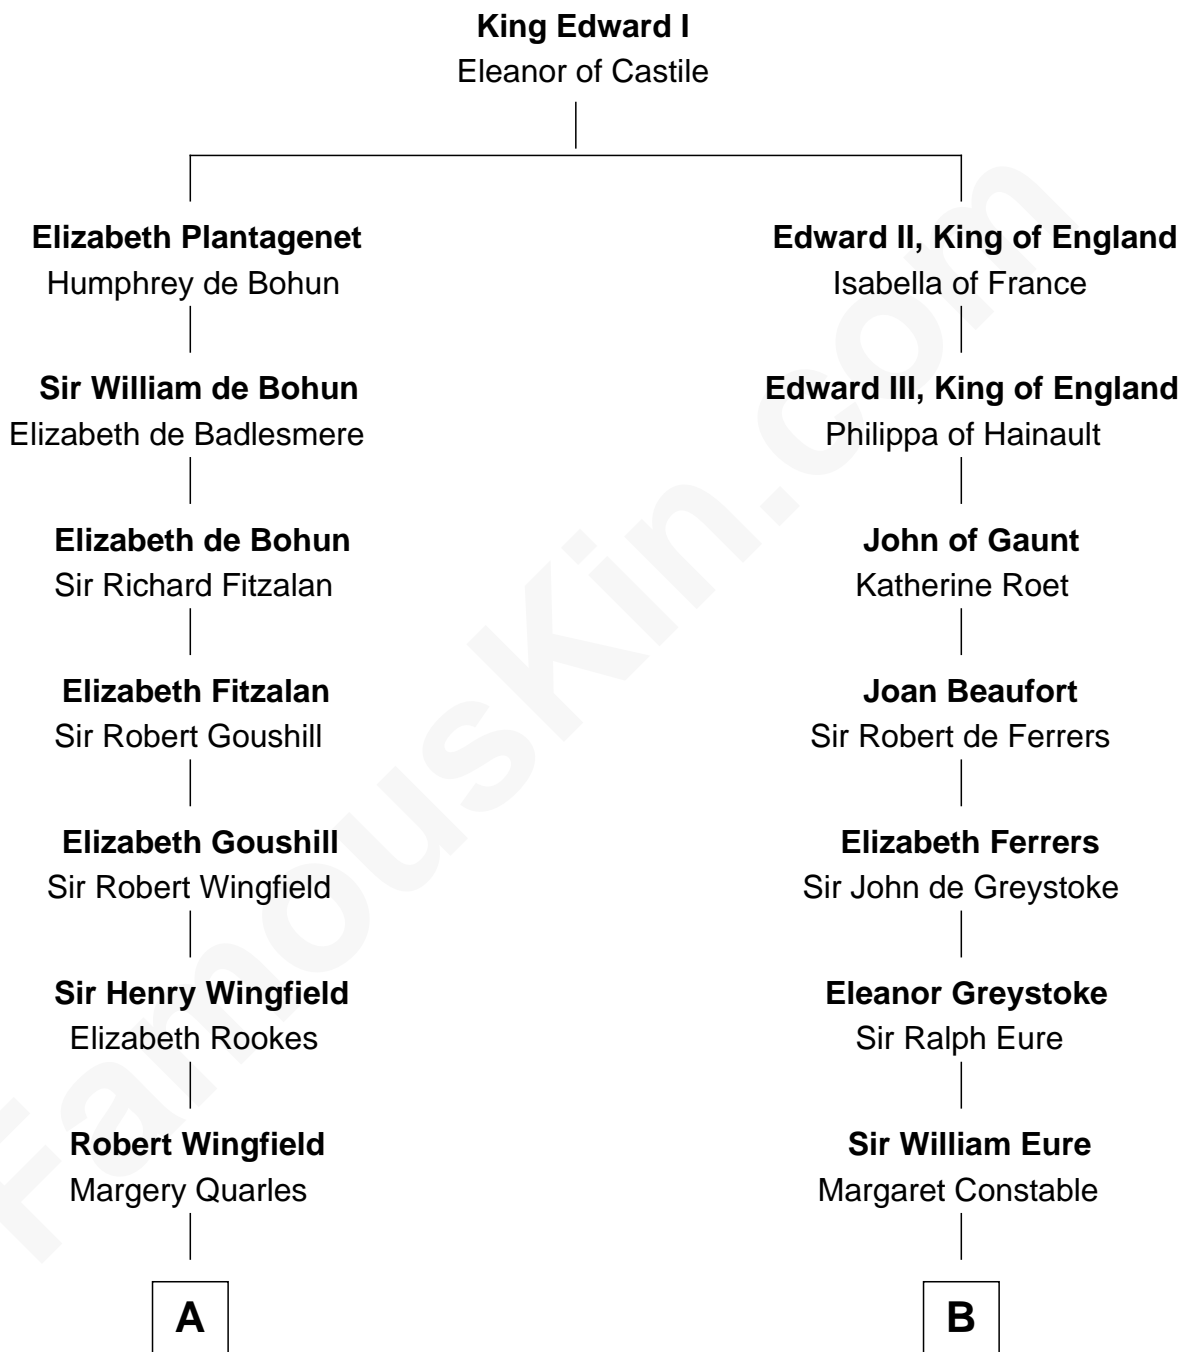 King Edward I
Eleanor of Castile
Elizabeth Plantagenet
Humphrey de Bohun
Edward II, King of England
Isabella of France
Sir William de Bohun
Elizabeth de Badlesmere
Edward III, King of England
Philippa of Hainault
Elizabeth de Bohun
Sir Richard Fitzalan
John of Gaunt
Katherine Roet
Elizabeth Fitzalan
Sir Robert Goushill
Joan Beaufort
Sir Robert de Ferrers
Elizabeth Goushill
Sir Robert Wingfield
Elizabeth Ferrers
Sir John de Greystoke
Sir Henry Wingfield
Elizabeth Rookes
Eleanor Greystoke
Sir Ralph Eure
Robert Wingfield
Margery Quarles
Sir William Eure
Margaret Constable
A
B
FamousKin.com